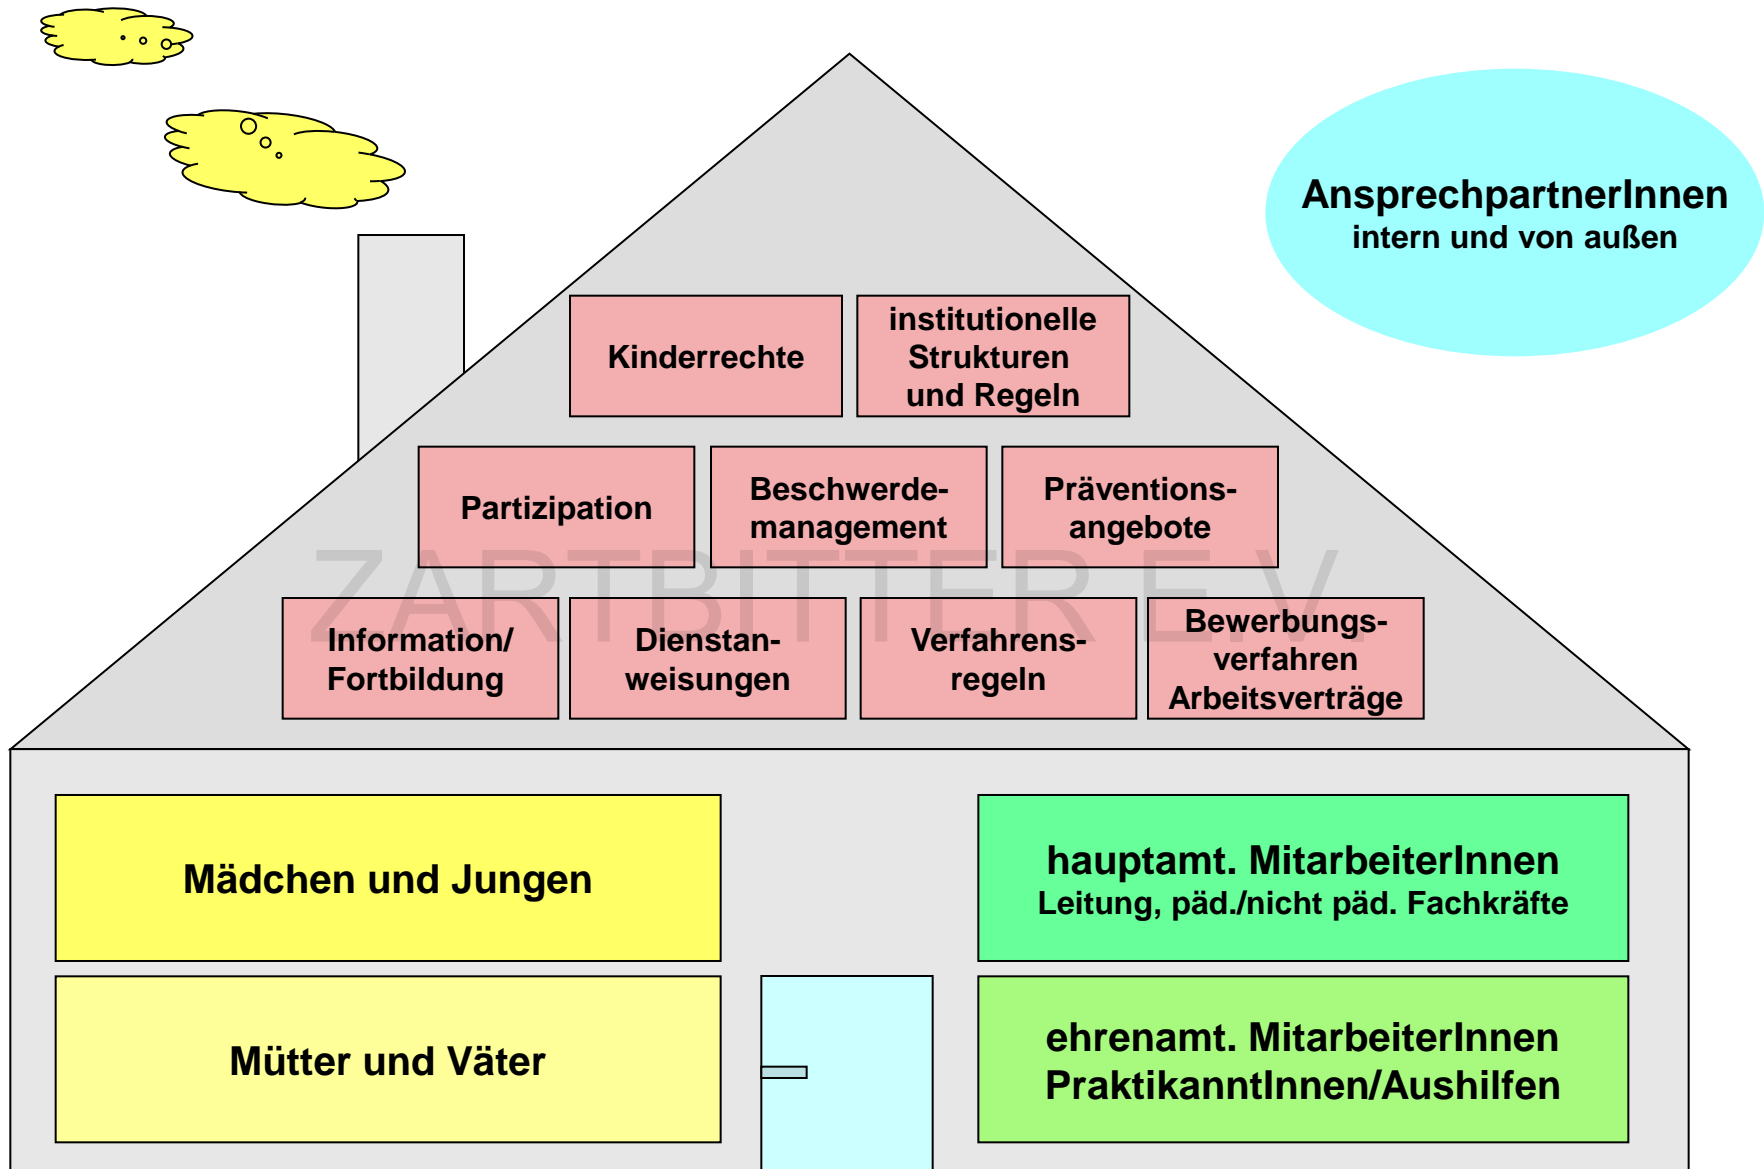 AnsprechpartnerInnen
intern und von außen
Kinderrechte
institutionelle
Strukturen
und Regeln
Partizipation
Beschwerde-
management
Präventions-
angebote
ZARTBITTER E.V.
Information/
Fortbildung
Dienstan-
weisungen
Verfahrens-
regeln
Bewerbungs-
verfahren
Arbeitsverträge
Mädchen und Jungen
hauptamt. MitarbeiterInnen
Leitung, päd./nicht päd. Fachkräfte
Mütter und Väter
ehrenamt. MitarbeiterInnen
PraktikanntInnen/Aushilfen